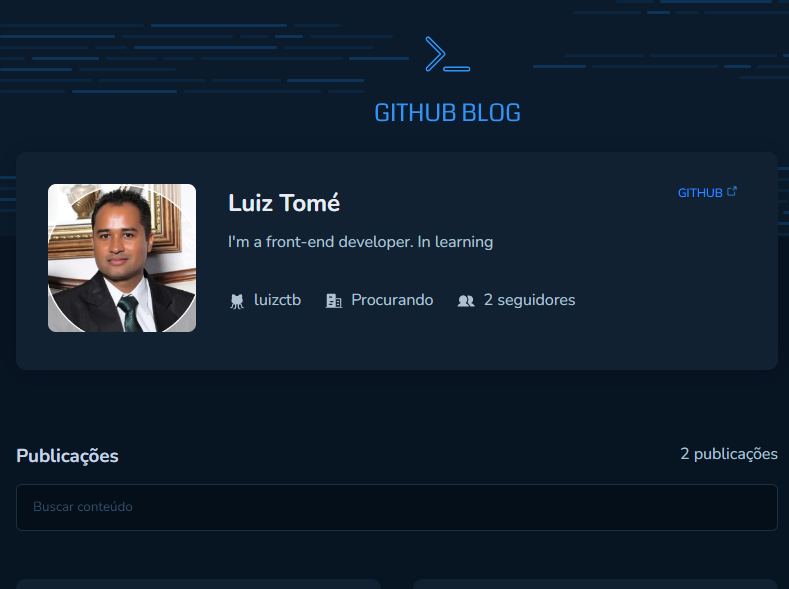 GITHUB BLOG
Luiz Tomé
GITHUB
I'm a front-end developer. In learning
luizctb
Procurando
2 seguidores
Publicações
2 publicações
Buscar conteúdo